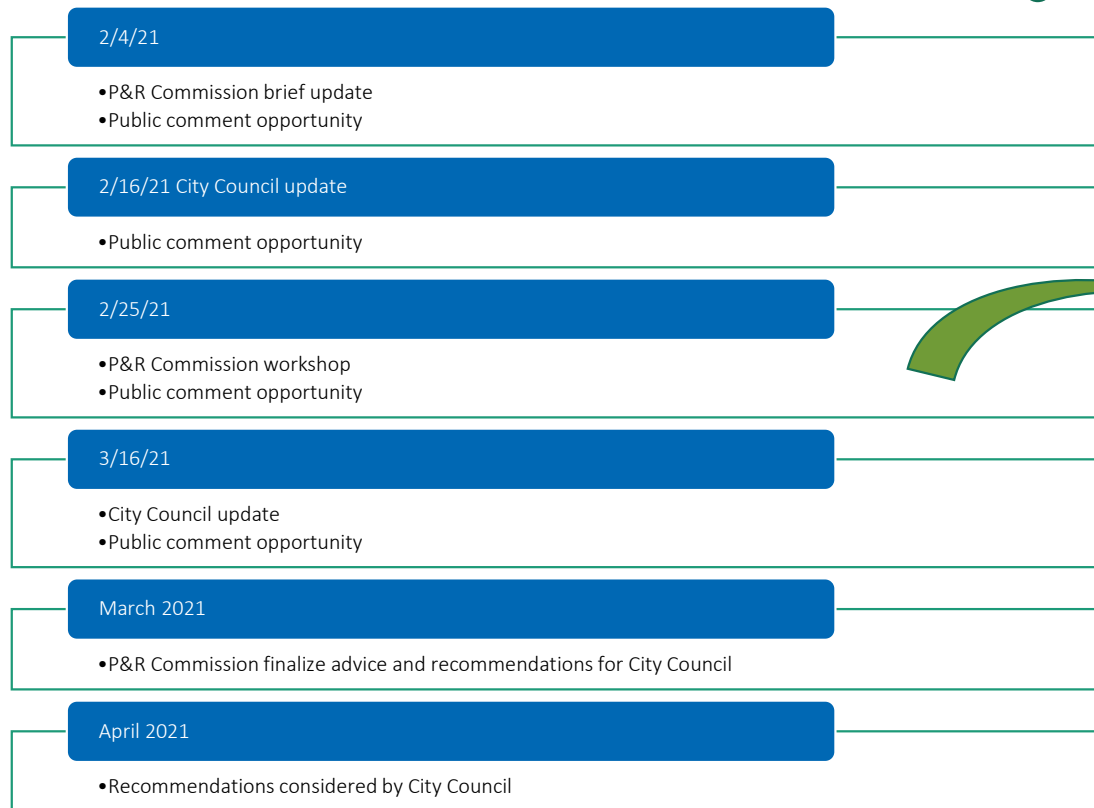 2/4/21
•P&R Commission brief update
•Public comment opportunity
2/16/21 City Council update
•Public comment opportunity
2/25/21
•P&R Commission workshop
•Public comment opportunity
3/16/21
•City Council update
•Public comment opportunity
March 2021
•P&R Commission finalize advice and recommendations for City Council
April 2021
•Recommendations considered by City Council